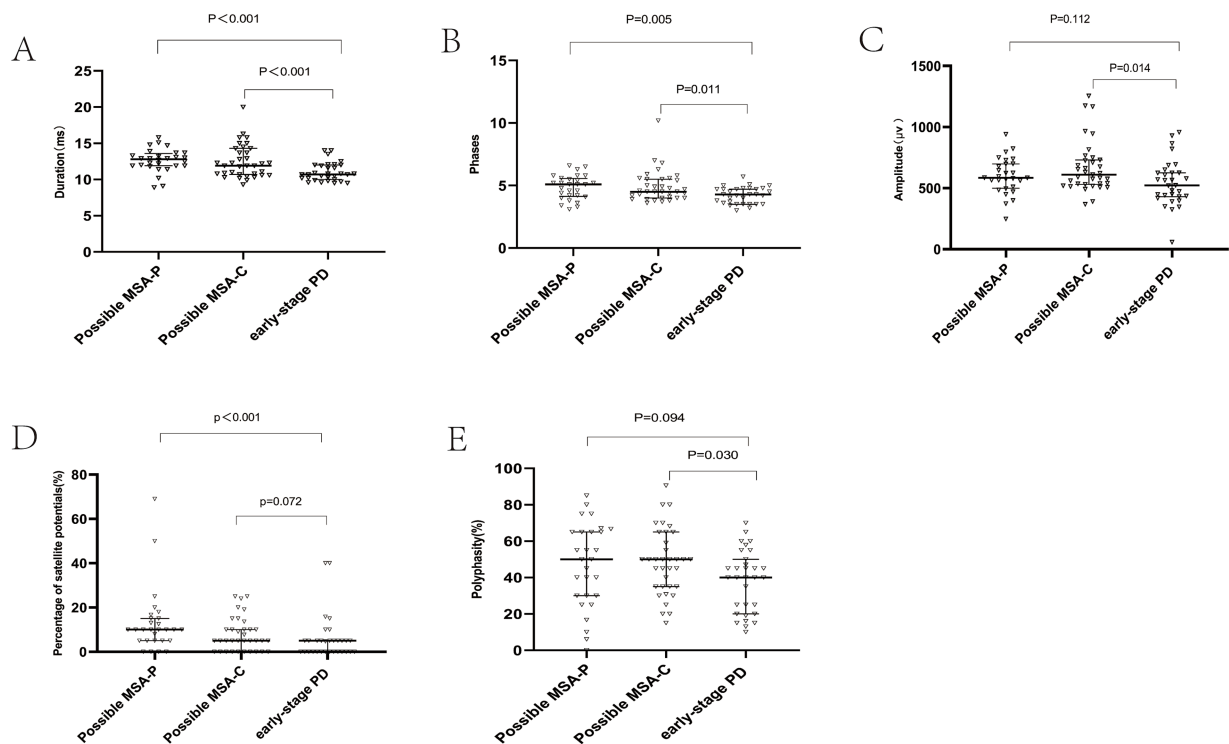 A
P＜0.001
P＜0.001
Duration(ms)
25
20
15
10
5
0
Possible MSA-P
Possible MSA-C
early-stage PD
B
P=0.005
P=0.011
Phases
15
10
5
0
Possible MSA-P
Possible MSA-C
early-stage PD
C
P=0.112
P=0.014
Amplitude(μv )
1500
1000
500
0
Possible MSA-P
Possible MSA-C
early-stage PD
D
p＜0.001
p=0.072
Percentage of satellite potentials(%)
80
60
40
20
0
Possible MSA-P
Possible MSA-C
early-stage PD
E
P=0.094
P=0.030
Polyphasity(%)
100
80
60
40
20
0
Possible MSA-P
Possible MSA-C
early-stage PD